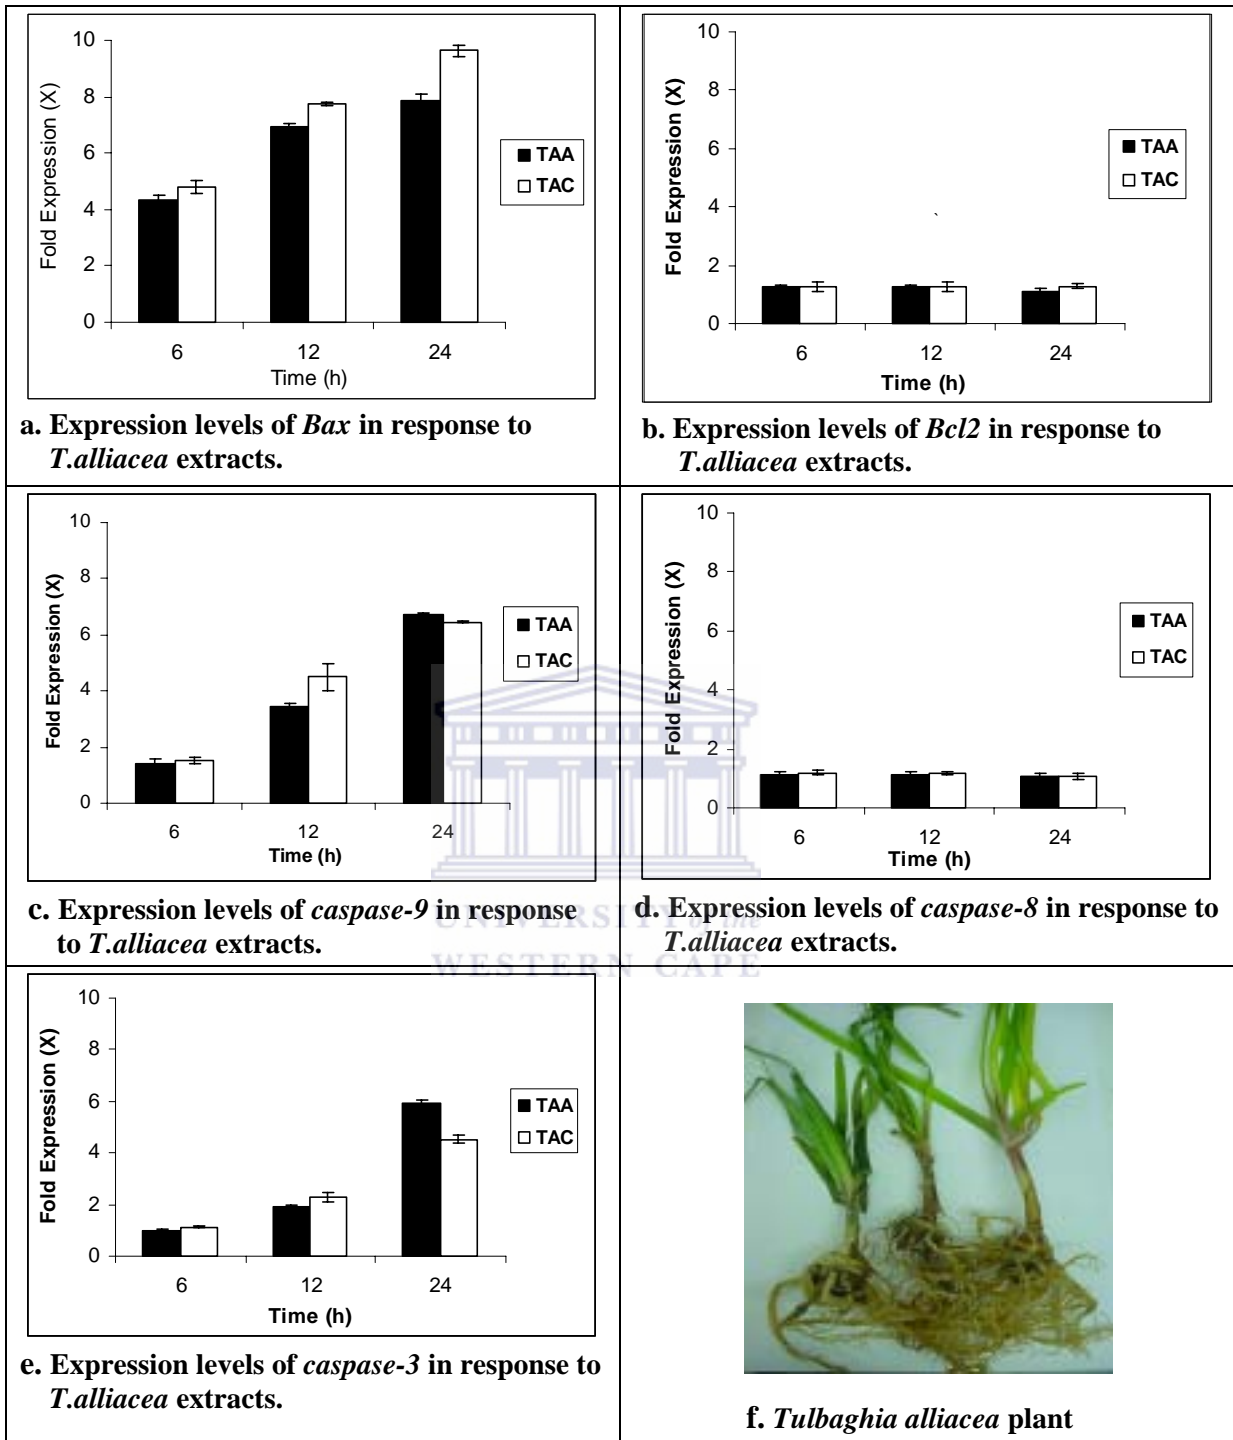 10
8
6
4
2
0
Fold Expression (X)
6 12 24
Time (h)
TAA
TAC
a. Expression levels of Bax in response to
T.alliacea extracts.
10
8
6
4
2
0
Fold Expression (X)
6 12 24
Time (h)
TAA
TAC
b. Expression levels of Bcl2 in response to
T.alliacea extracts.
10
8
6
4
2
0
Fold Expression (X)
6 12 24
Time (h)
TAA
TAC
c. Expression levels of caspase-9 in response
to T.alliacea extracts.
10
8
6
4
2
0
Fold Expression (X)
6 12 24
Time (h)
TAA
TAC
d. Expression levels of caspase-8 in response to
T.alliacea extracts.
UNIVERSITY of the
WESTERN CAPE
10
8
6
4
2
0
Fold Expression (X)
6 12 24
Time (h)
TAA
TAC
e. Expression levels of caspase-3 in response to
T.alliacea extracts.
f. Tulbaghia alliacea plant